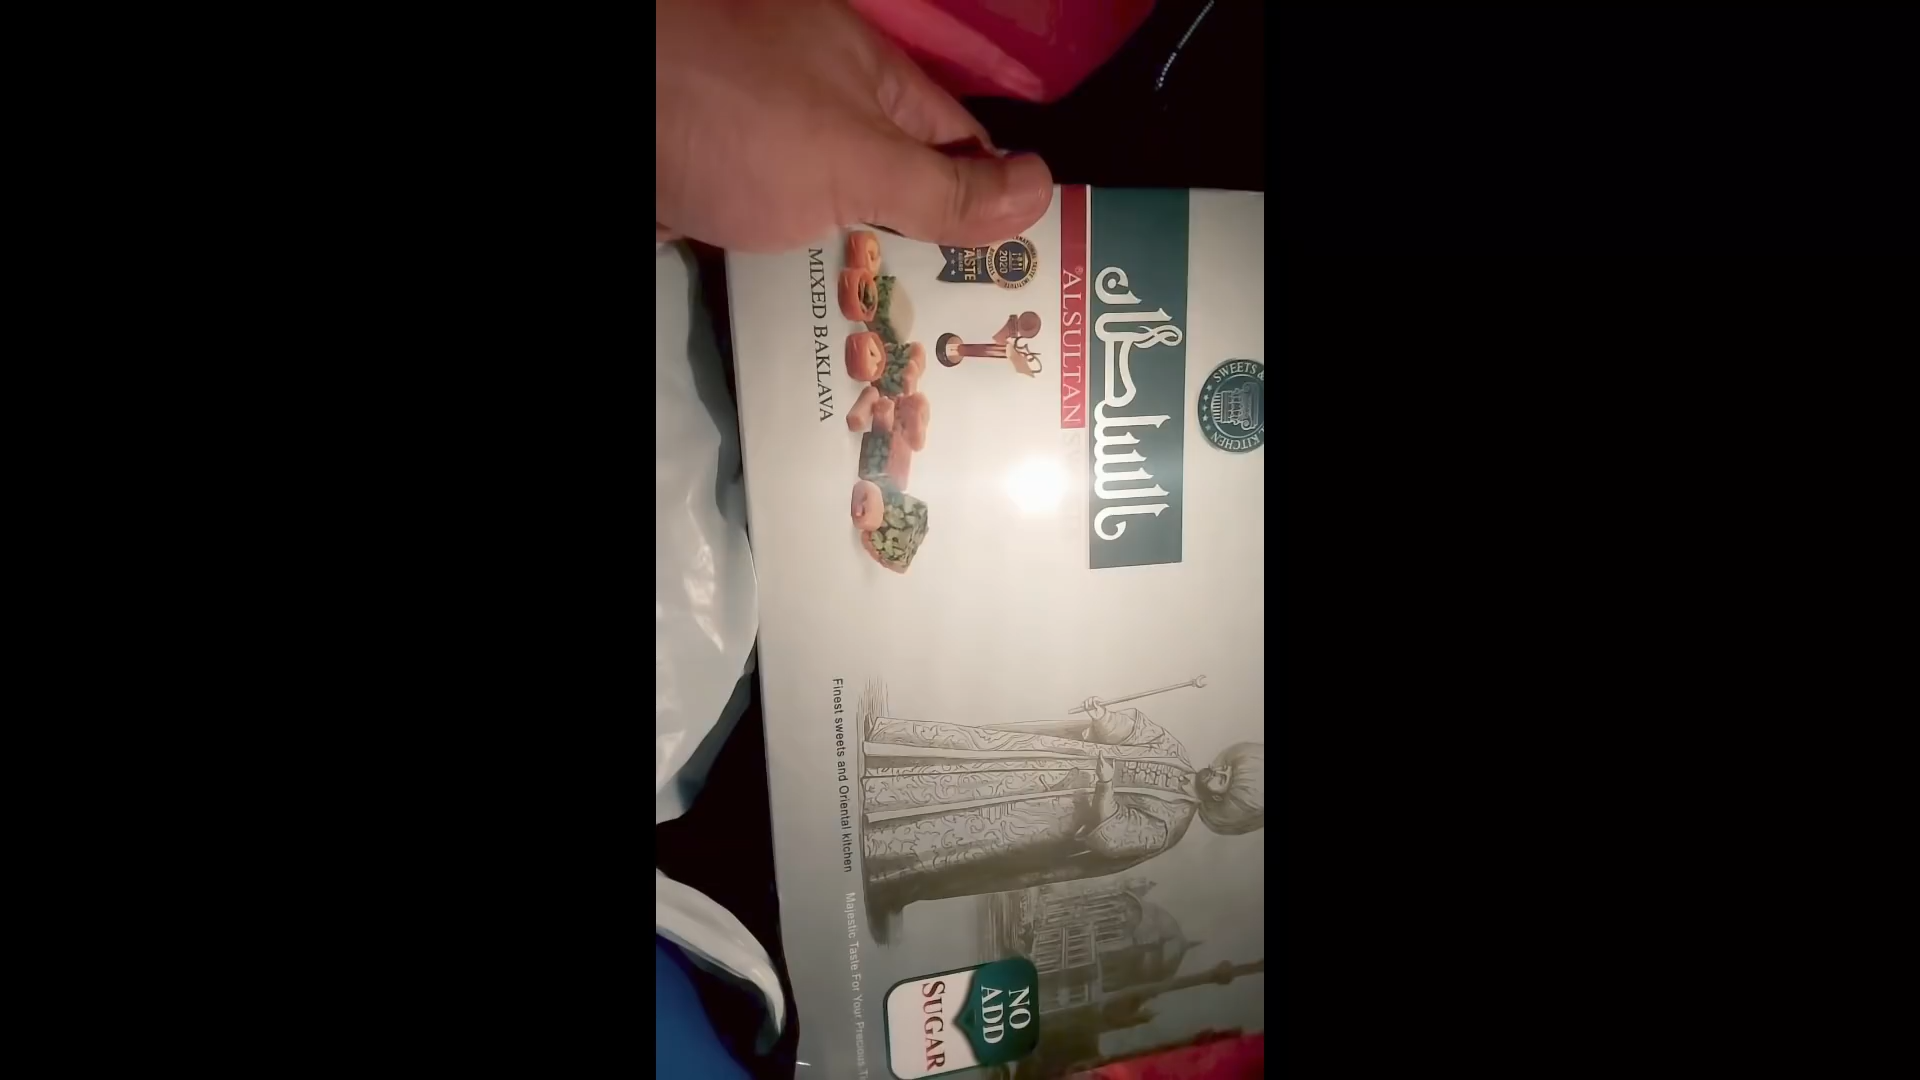 SWEETS &
KITCHEN
السلطان
®ALSULTAN
2020
TASTE
MIXED BAKLAVA
Finest sweets and Oriental kitchen
Majestic Taste For Your Precious
NO
ADD
SUGAR